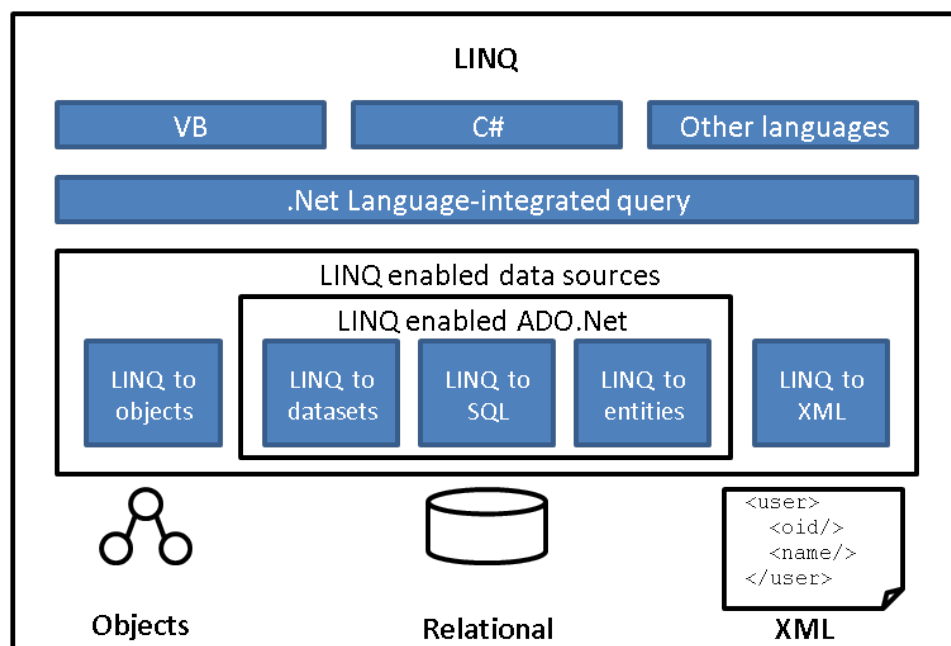 LINQ
VB
C#
Other languages
.Net Language-integrated query
LINQ enabled data sources
LINQ enabled ADO.Net
LINQ to
objects
LINQ to
datasets
LINQ to
SQL
LINQ to
entities
LINQ to
XML
<user>
  <oid/>
  <name/>
</user>
Objects
Relational
XML